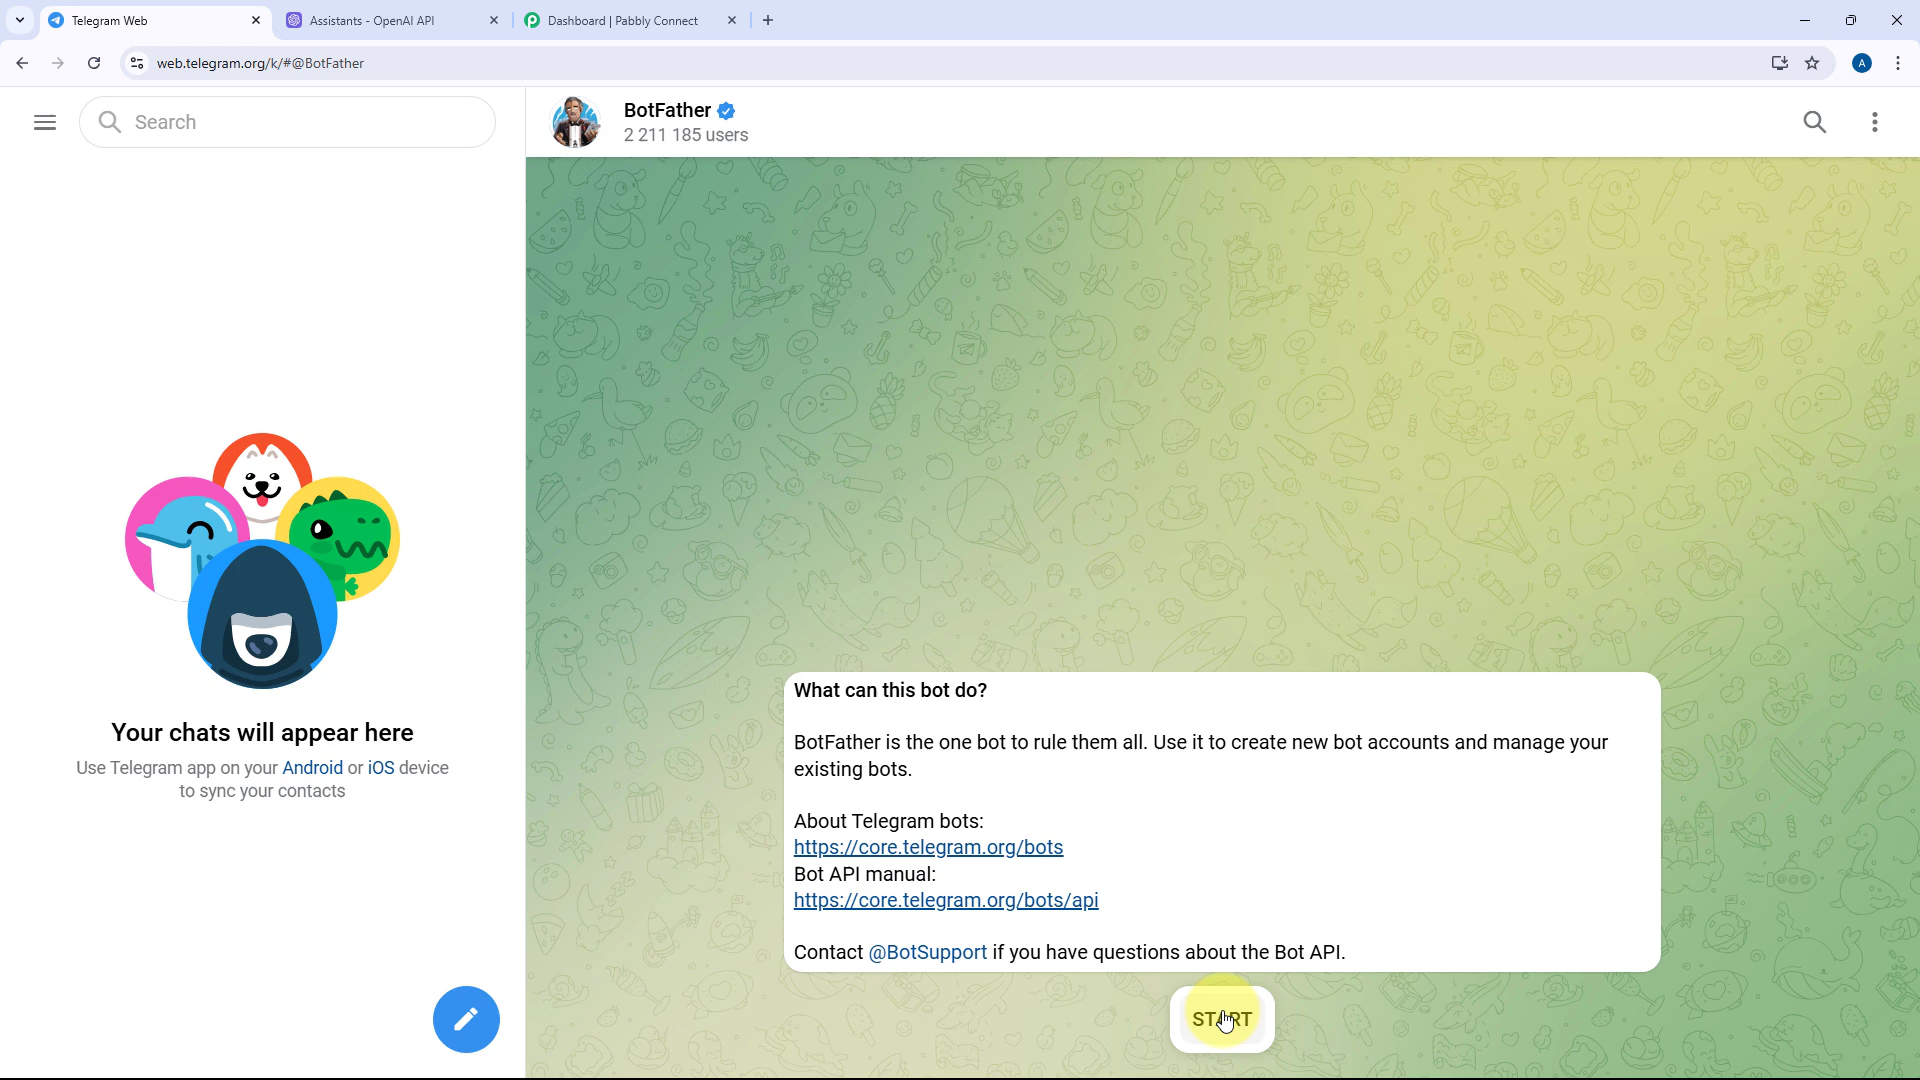 Telegram Web
Assistants - OpenAI API
Dashboard | Pabbly Connect
web.telegram.org/k/#@BotFather
A
Search
BotFather
2 211 185 users
Your chats will appear here
Use Telegram app on your Android or iOS device
to sync your contacts
What can this bot do?
BotFather is the one bot to rule them all. Use it to create new bot accounts and manage your
existing bots.
About Telegram bots:
https://core.telegram.org/bots
Bot API manual:
https://core.telegram.org/bots/api
Contact @BotSupport if you have questions about the Bot API.
START